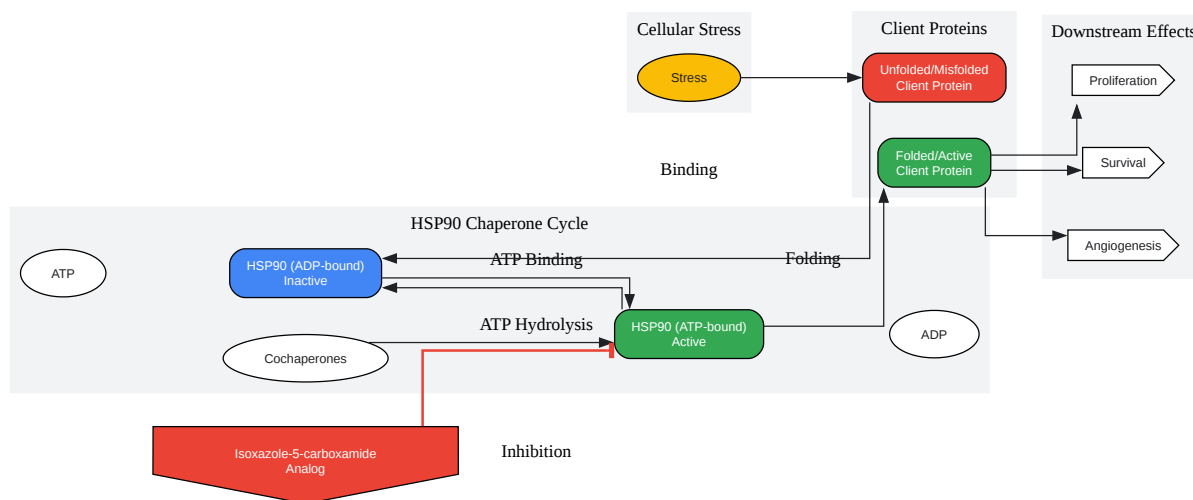 Cellular Stress
Client Proteins
Downstream Effects
Stress
Unfolded/Misfolded
Client Protein
Proliferation
Folded/Active
Client Protein
Survival
Binding
HSP90 Chaperone Cycle
Angiogenesis
ATP
HSP90 (ADP-bound)
Inactive
ATP Binding
Folding
ATP Hydrolysis
HSP90 (ATP-bound)
Active
ADP
Cochaperones
Isoxazole-5-carboxamide
Analog
Inhibition